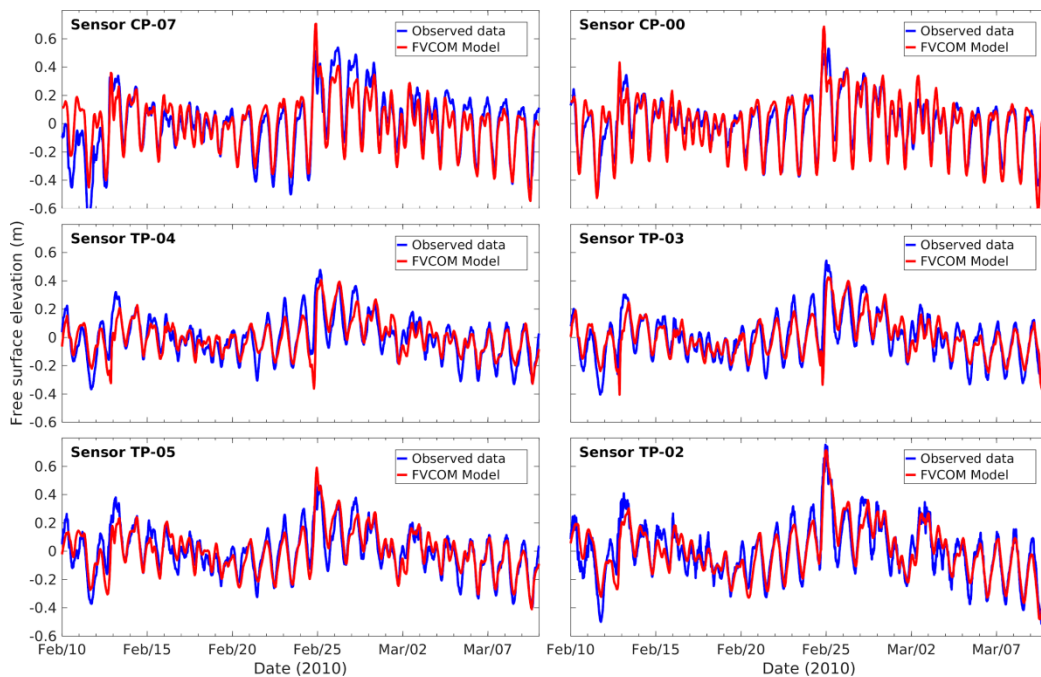 Sensor CP-07
Observed data
FVCOM Model
0.6
0.4
0.2
0
-0.2
-0.4
-0.6
Sensor CP-00
Observed data
FVCOM Model
Sensor TP-04
Observed data
FVCOM Model
0.6
0.4
0.2
0
-0.2
-0.4
-0.6
Free surface elevation (m)
Sensor TP-03
Observed data
FVCOM Model
Sensor TP-05
Observed data
FVCOM Model
0.6
0.4
0.2
0
-0.2
-0.4
-0.6
Sensor TP-02
Observed data
FVCOM Model
Feb/10 Feb/15 Feb/20 Feb/25 Mar/02 Mar/07
Date (2010)
Feb/10 Feb/15 Feb/20 Feb/25 Mar/02 Mar/07
Date (2010)